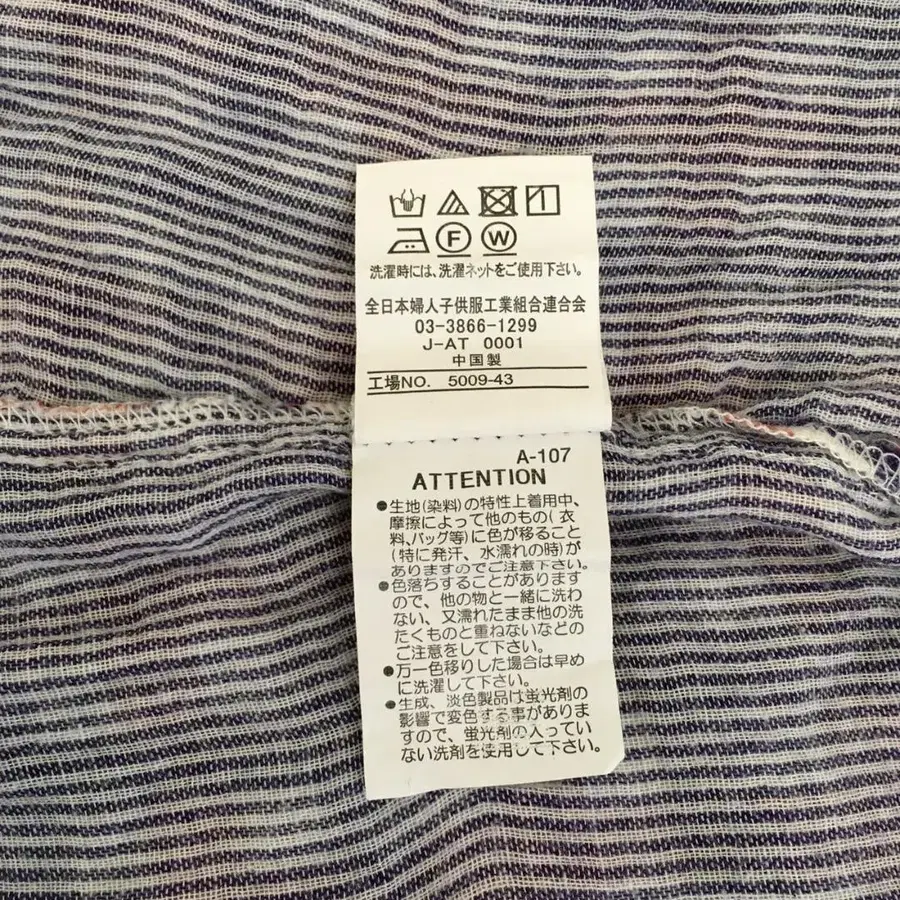 F W
洗濯時には、洗濯ネットをご使用下さい。
全日本婦人子供服工業組合連合会
03-3866-1299
J-AT 0001
中国製
工場NO. 5009-43
A-107
ATTENTION
●生地(染料)の特性上着用中、
摩擦によって他のもの(衣
料、バッグ等)に色が移ること
(特に発汗、水濡れの時)が
ありますのでご注意下さい。
●色落ちすることがあります
ので、他の物と一緒に洗わ
ない、又濡れたまま他の洗
たくものと重ねないなどの
ご注意をして下さい。
●万一色移りした場合は早め
に洗濯して下さい。
●生成、淡色製品は蛍光剤の
影響で変色する事がありま
すので、蛍光剤の入ってい
ない洗剤を使用して下さい。